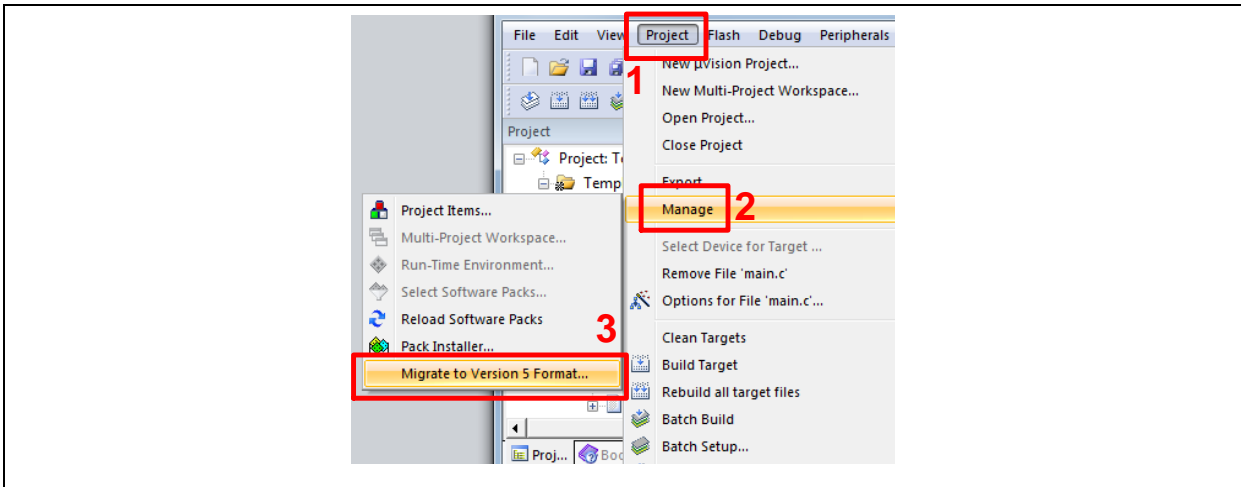 File Edit View Project Flash Debug Peripherals
1
New µVision Project...
New Multi-Project Workspace...
Open Project...
Close Project
Export
Manage 2
Select Device for Target ...
Remove File 'main.c'
Options for File 'main.c'...
Clean Targets
Build Target
Rebuild all target files
Batch Build
Batch Setup...
Project
Project: T
Temp
Project Items...
Multi-Project Workspace...
Run-Time Environment...
Select Software Packs...
Reload Software Packs
3
Pack Installer...
Migrate to Version 5 Format...
Proj... Boo